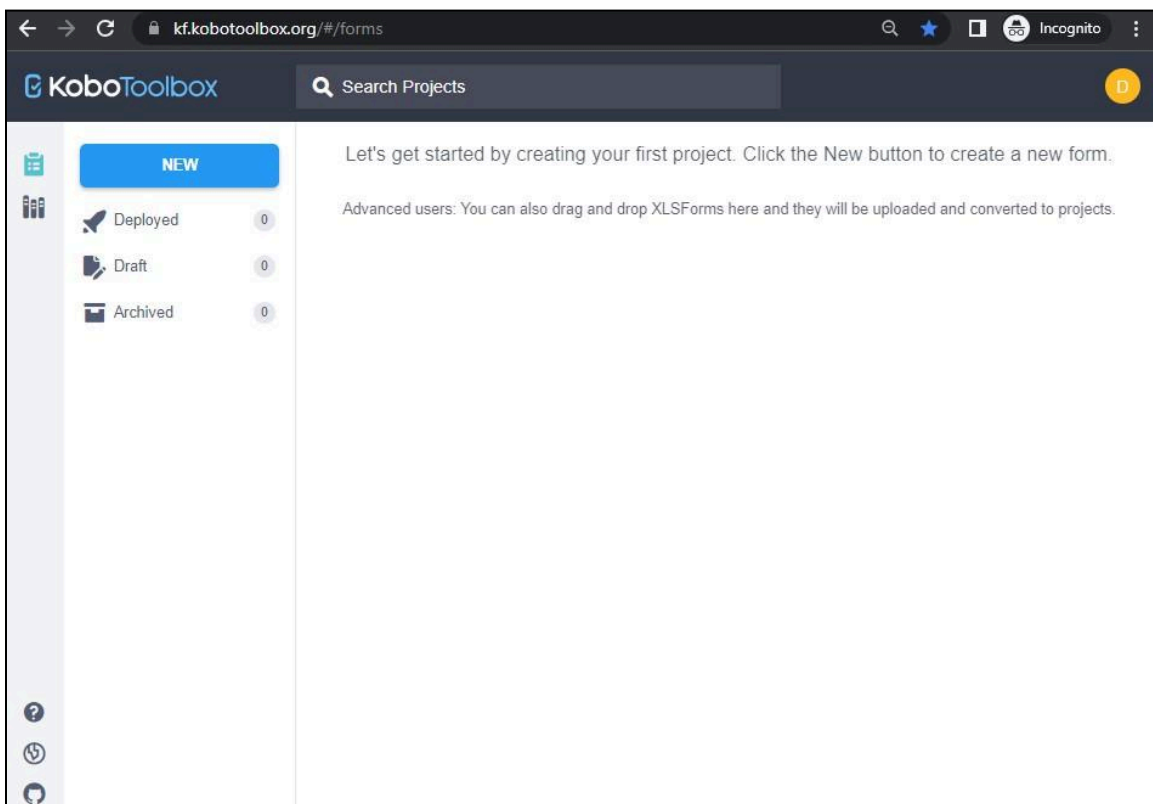 kf.kobotoolbox.org/#/forms
Incognito
KoboToolbox
Search Projects
D
NEW
Let's get started by creating your first project. Click the New button to create a new form.
Advanced users: You can also drag and drop XLSForms here and they will be uploaded and converted to projects.
Deployed 0
Draft 0
Archived 0